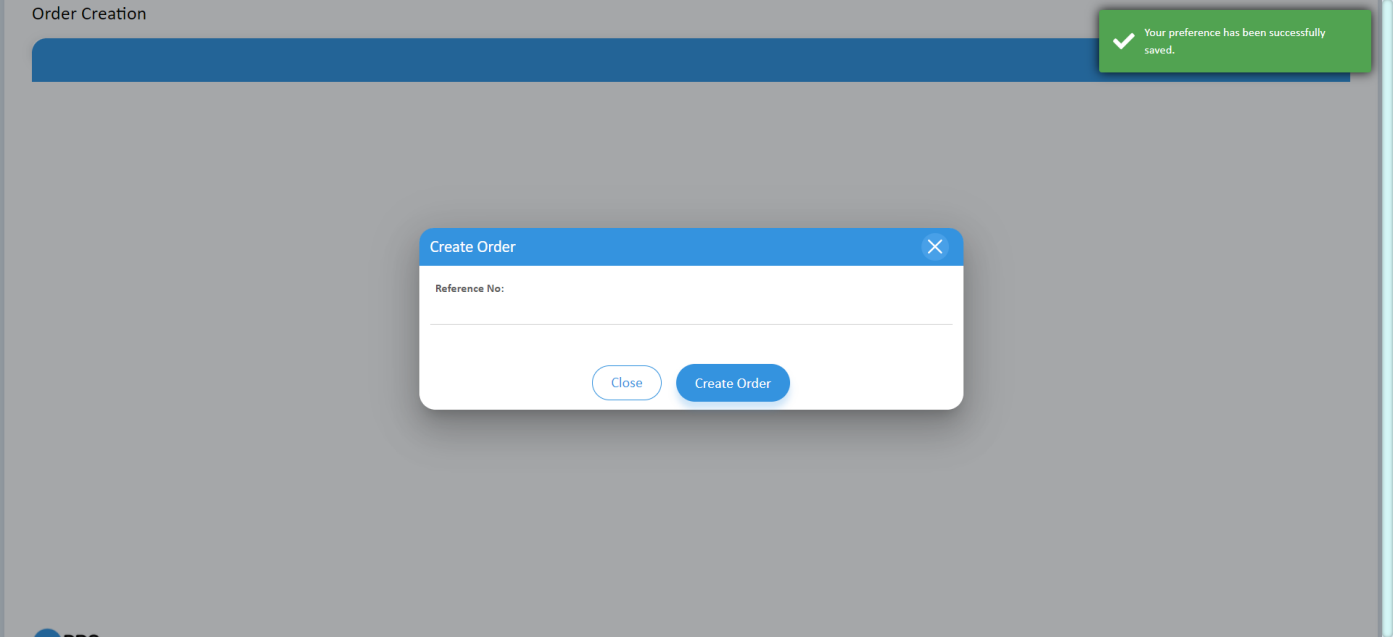 Order Creation
Your preference has been successfully
saved.
Create Order
Reference No:
Close
Create Order